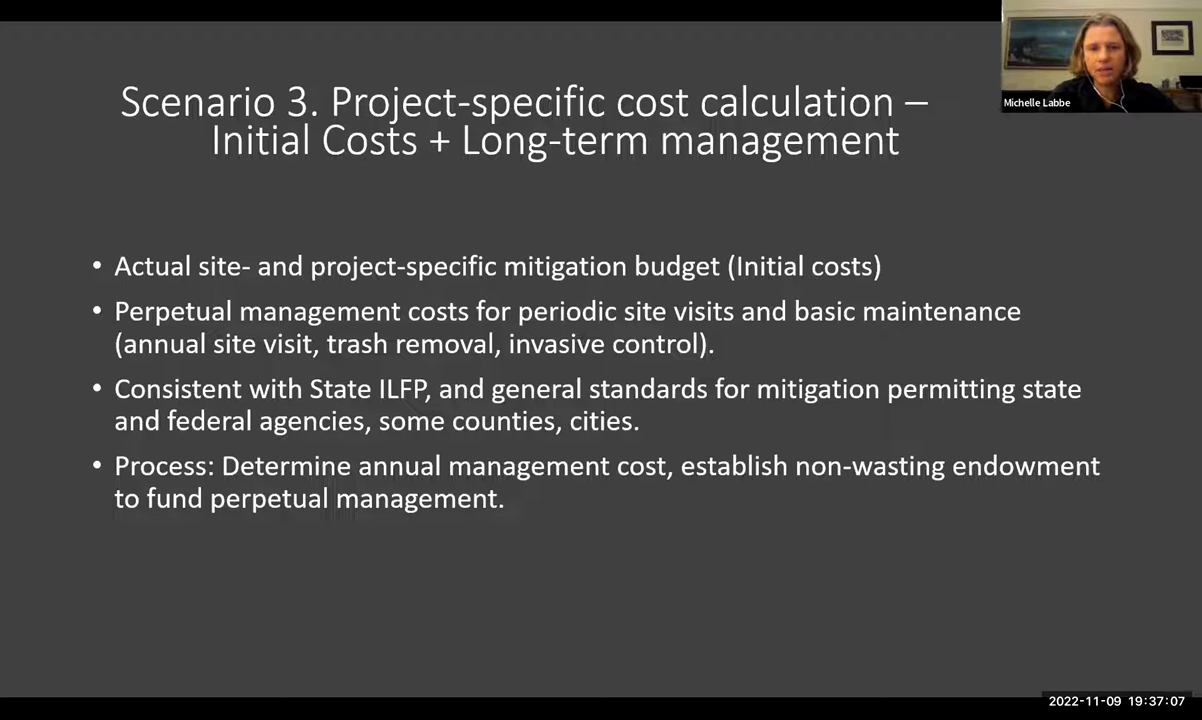 Scenario 3. Project-specific cost calculation –
Initial Costs + Long-term management
Michelle Labbe
• Actual site- and project-specific mitigation budget (Initial costs)
• Perpetual management costs for periodic site visits and basic maintenance
(annual site visit, trash removal, invasive control).
• Consistent with State ILFP, and general standards for mitigation permitting state
and federal agencies, some counties, cities.
• Process: Determine annual management cost, establish non-wasting endowment
to fund perpetual management.
2022-11-09 19:37:07